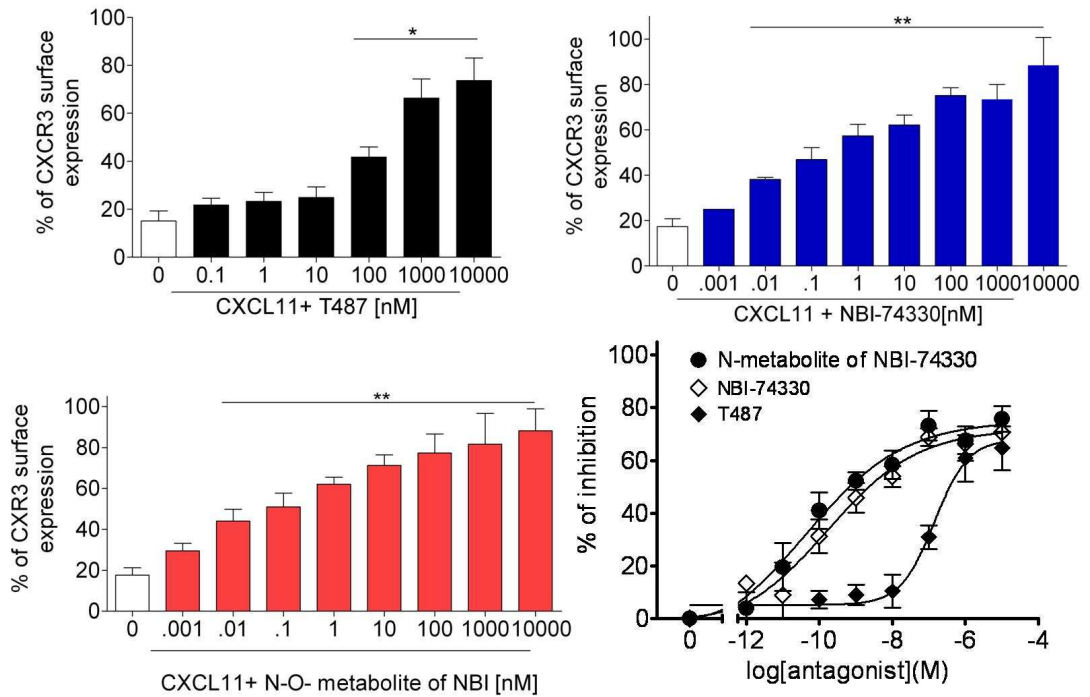 % of CXCR3 surface
expression
100
80
60
40
20
0
*
0 0.1 1 10 100 1000 10000
CXCL11+ T487 [nM]
% of CXCR3 surface
expression
100
80
60
40
20
0
**
0 .001 .01 .1 1 10 100 1000 10000
CXCL11 + NBI-74330[nM]
% of CXR3 surface
expression
100
80
60
40
20
0
**
0 .001 .01 .1 1 10 100 1000 10000
CXCL11+ N-O- metabolite of NBI [nM]
% of inhibition
100
80
60
40
20
0
N-metabolite of NBI-74330
NBI-74330
T487
0 -12 -10 -8 -6 -4
log[antagonist](M)